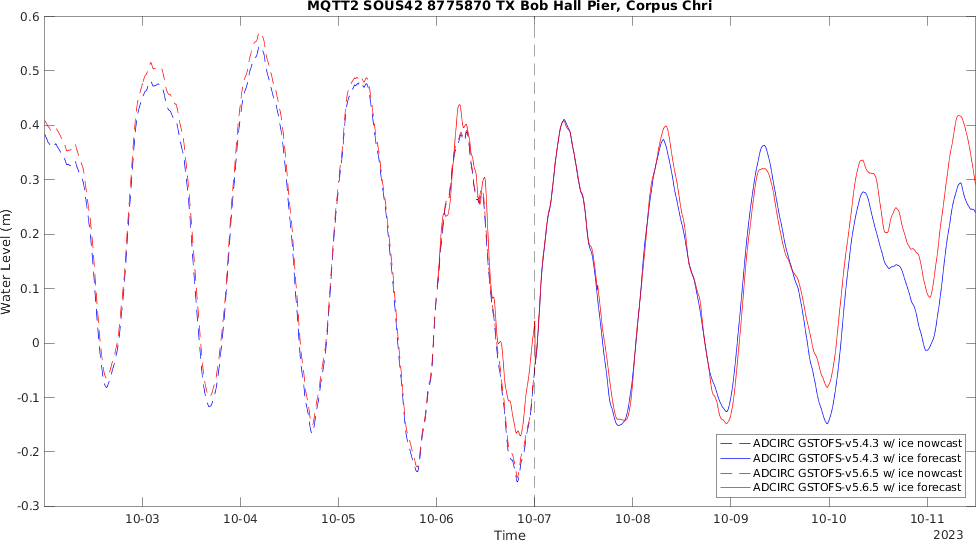 MQTT2 SOUS42 8775870 TX Bob Hall Pier, Corpus Chri
0.6
0.5
0.4
0.3
0.2
0.1
0
-0.1
-0.2
-0.3
Water Level (m)
ADCIRC GSTOFS-v5.4.3 w/ ice nowcast
ADCIRC GSTOFS-v5.4.3 w/ ice forecast
ADCIRC GSTOFS-v5.6.5 w/ ice nowcast
ADCIRC GSTOFS-v5.6.5 w/ ice forecast
10-03 10-04 10-05 10-06 10-07 10-08 10-09 10-10 10-11
2023
Time